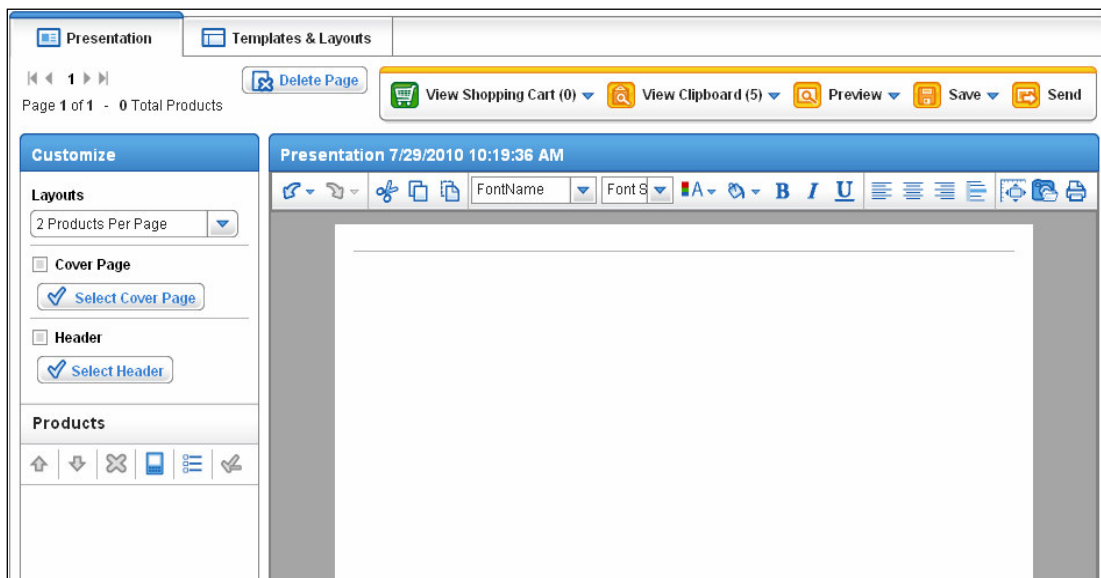 Presentation
Templates & Layouts
1
Page 1 of 1 - 0 Total Products
Delete Page
View Shopping Cart (0)
View Clipboard (5)
Preview
Save
Send
Customize
Layouts
2 Products Per Page
Cover Page
Select Cover Page
Header
Select Header
Products
Presentation 7/29/2010 10:19:36 AM
FontName
Font S
A
B I U